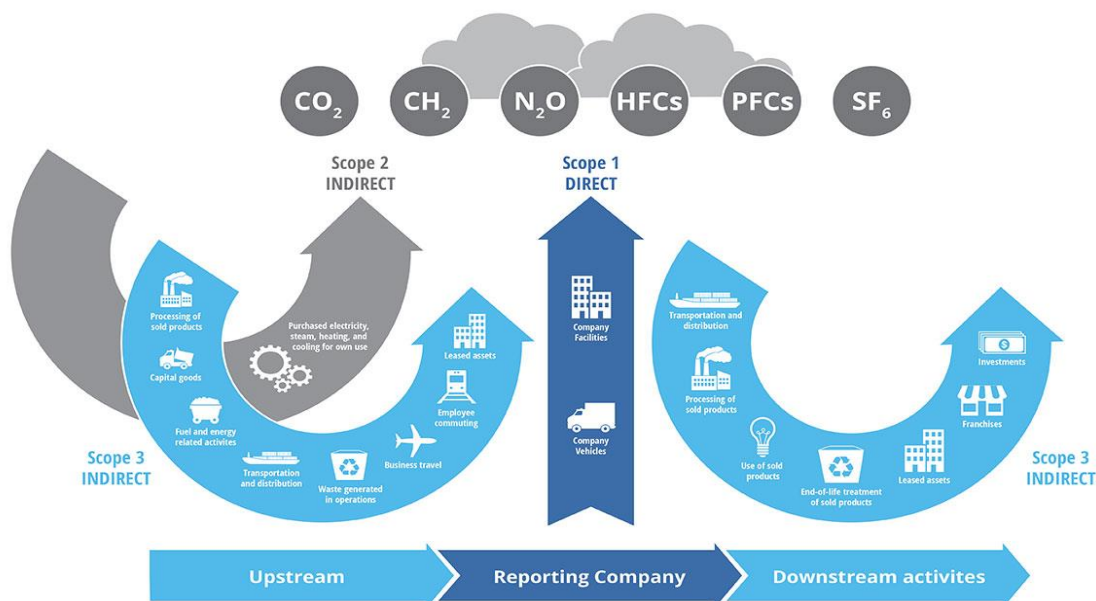 CO₂
CH₂
N₂O
HFCs
PFCs
SF₆
Scope 2
INDIRECT
Scope 1
DIRECT
Processing of
sold products
Capital goods
Fuel and energy
related activites
Transportation
and distribution
Waste generated
in operations
Business travel
Employee
commuting
Leased assets
Purchased electricity,
steam, heating, and
cooling for own use
Scope 3
INDIRECT
Company
Facilities
Company
Vehicles
Transportation and
distribution
Processing of
sold products
Use of sold
products
End-of-life treatment
of sold products
Leased assets
Franchises
Investments
Scope 3
INDIRECT
Upstream
Reporting Company
Downstream activites